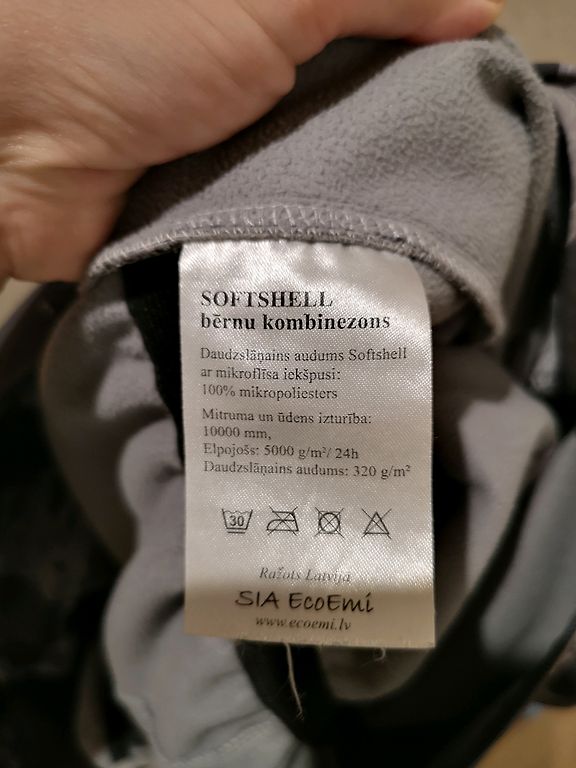 SOFTSHELL
bērnu kombinezons
Daudzslāņains audums Softshell
ar mikroflīsa iekšpusi:
100% mikropoliesters
Mitruma un ūdens izturība:
10000 mm,
Elpojošs: 5000 g/m²/ 24h
Daudzslāņains audums: 320 g/m²
30
Ražots Latvija
SIA EcoEmi
www.ecoemi.lv